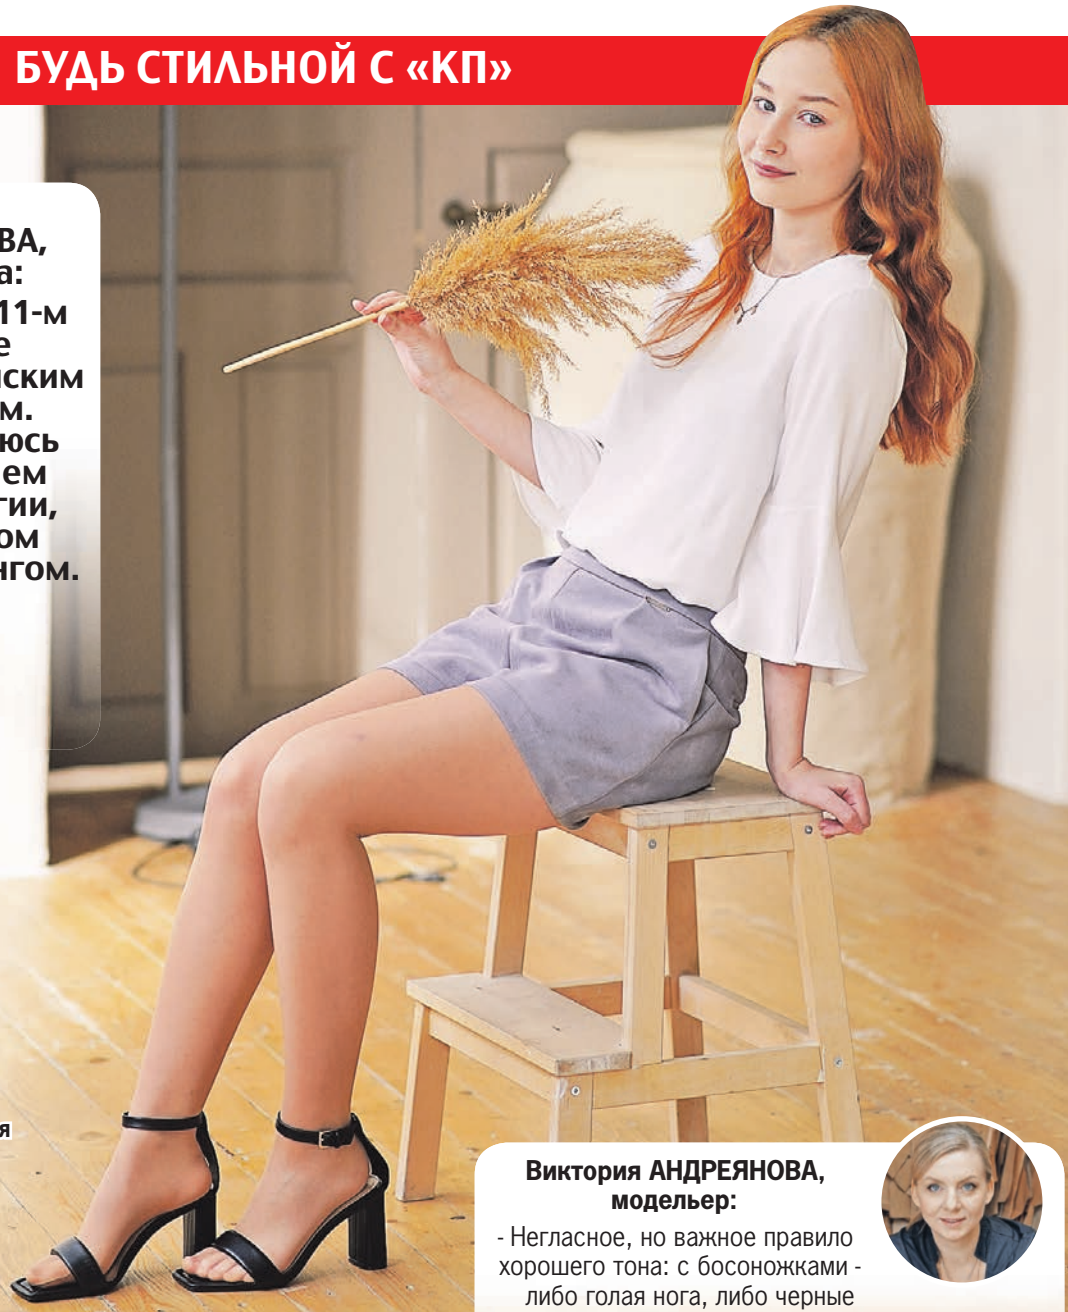 БУДЬ СТИЛЬНОЙ С «КП»
ВА,
а:
11-м
е
ским
м.
юсь
ем
гии,
ом
нгом.
я
Виктория АНДРЕЯНОВА,
модельер:
- Негласное, но важное правило
хорошего тона: с босоножками -
либо голая нога, либо черные